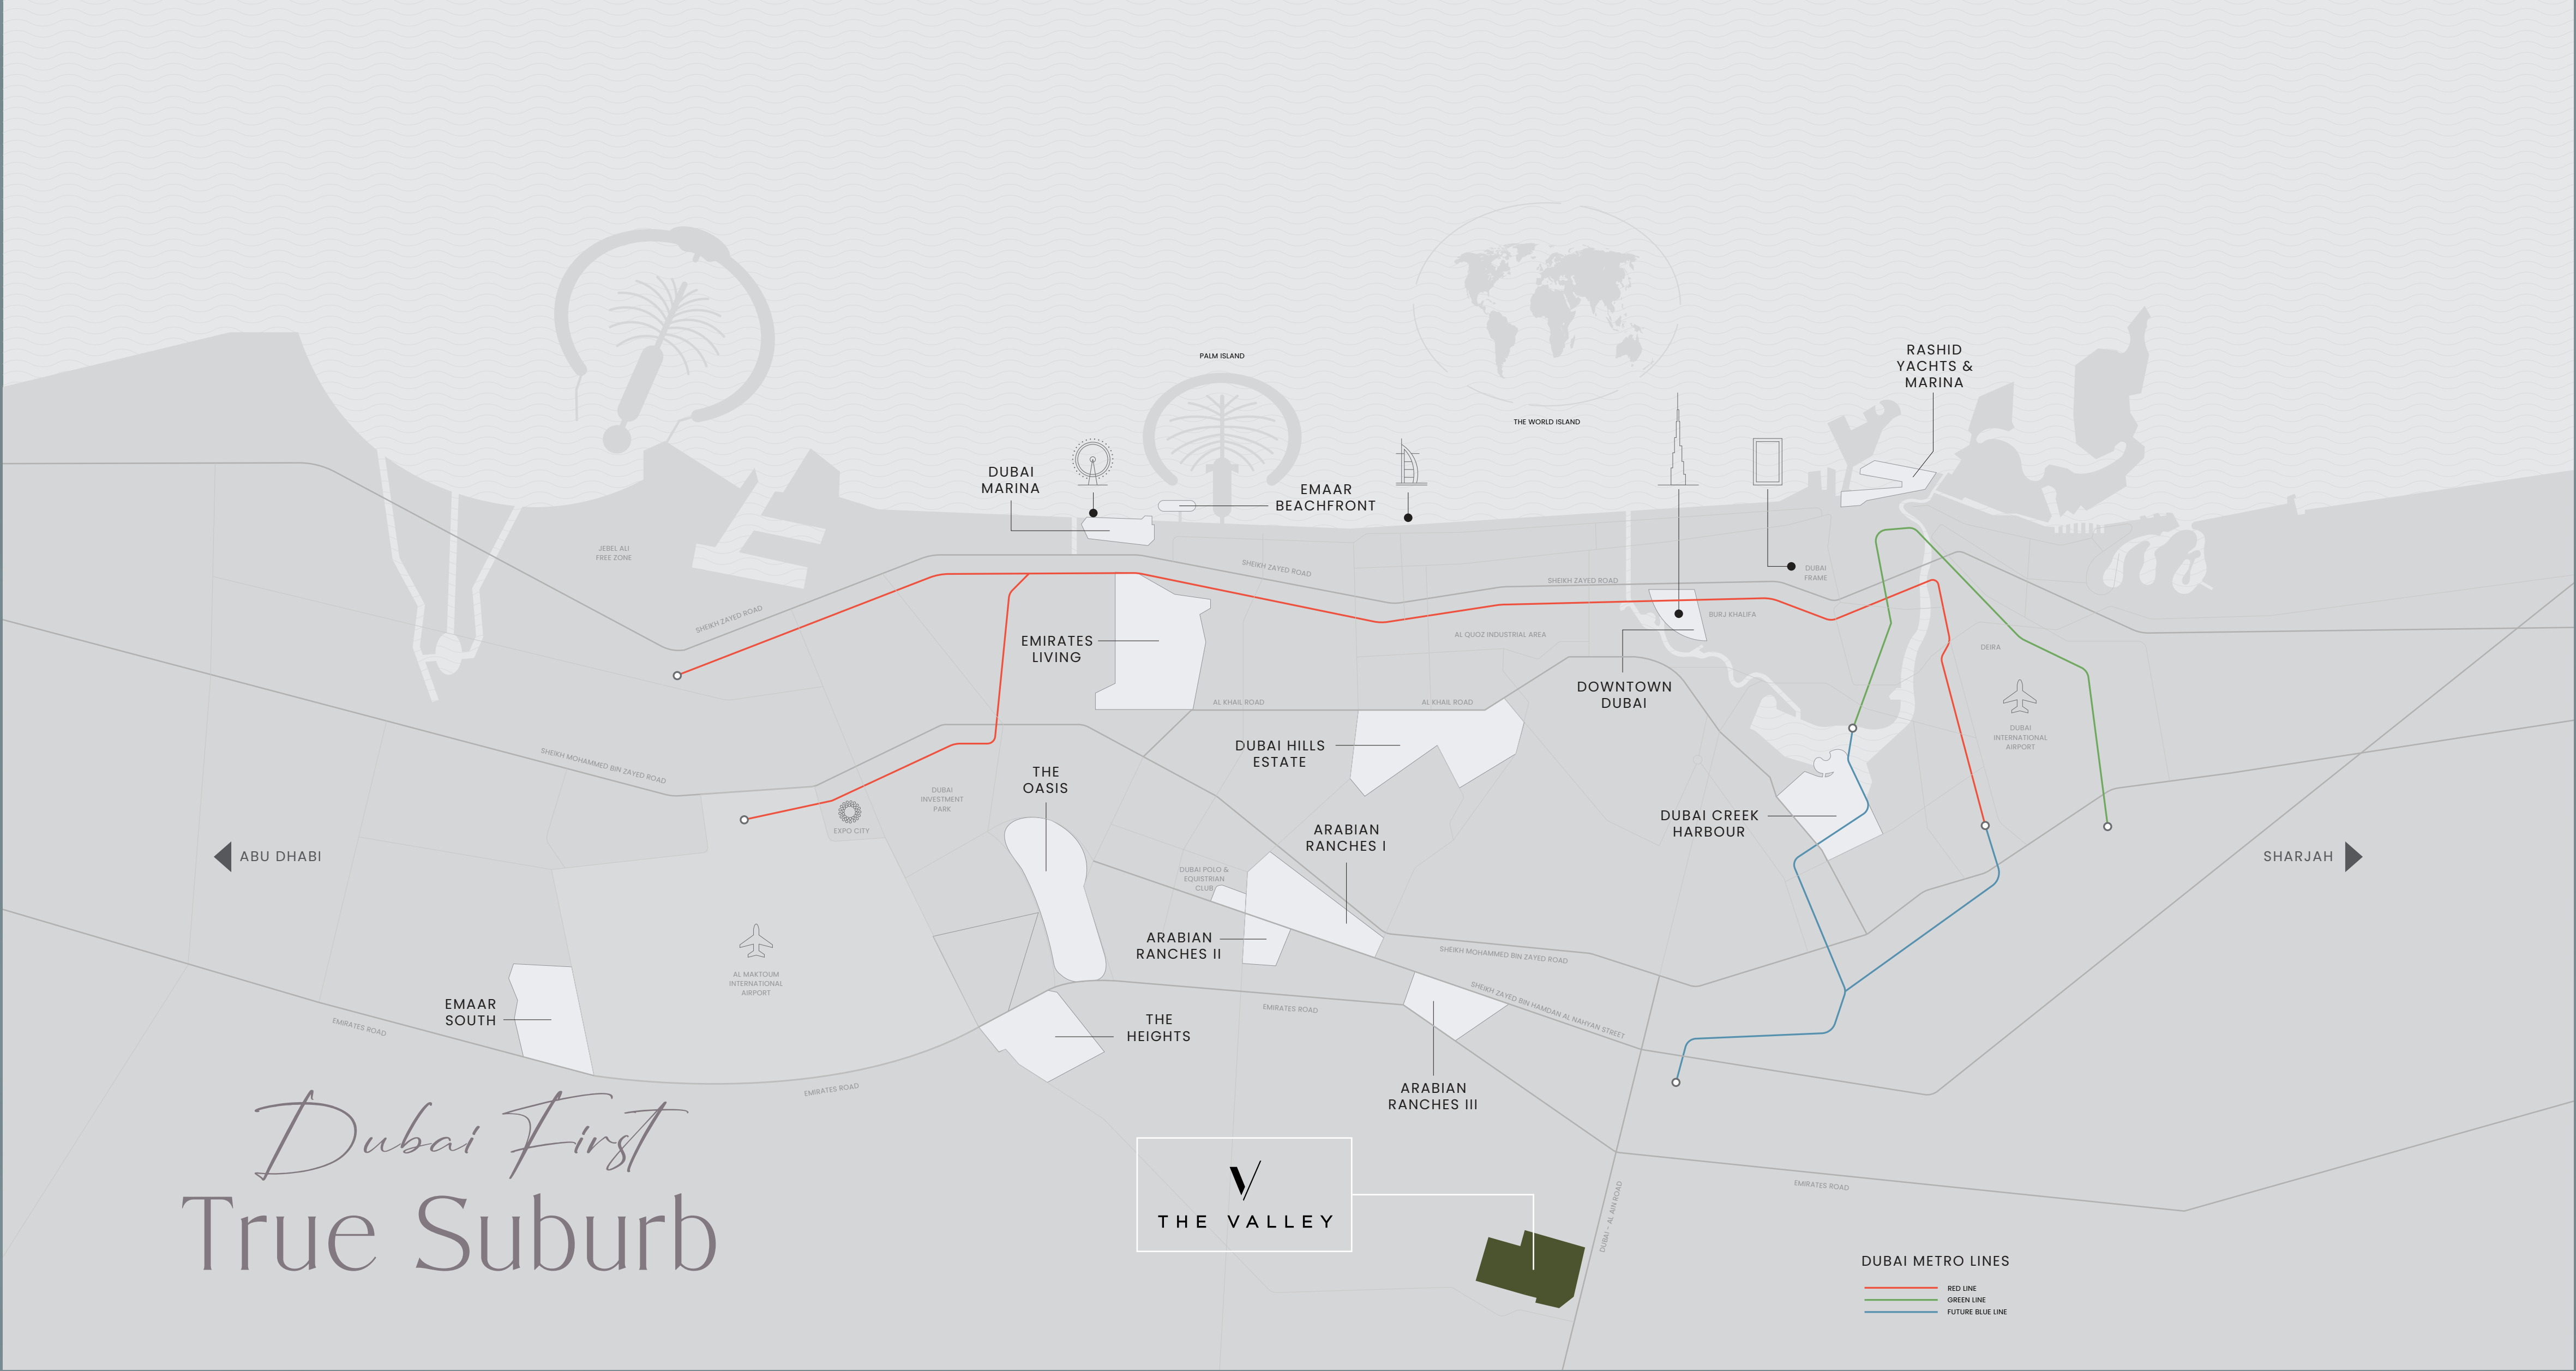 RASHID
YACHTS &
MARINA
PALM ISLAND
THE WORLD ISLAND
DUBAI
MARINA
EMAAR
BEACHFRONT
JEBEL ALI
FREE ZONE
SHEIKH ZAYED ROAD
SHEIKH ZAYED ROAD
SHEIKH ZAYED ROAD
DUBAI
FRAME
BURJ KHALIFA
AL QUOZ INDUSTRIAL AREA
EMIRATES
LIVING
DEIRA
DOWNTOWN
DUBAI
AL KHAIL ROAD
AL KHAIL ROAD
DUBAI
INTERNATIONAL
AIRPORT
DUBAI HILLS
ESTATE
SHEIKH MOHAMMED BIN ZAYED ROAD
THE
OASIS
DUBAI
INVESTMENT
PARK
EXPO CITY
DUBAI CREEK
HARBOUR
ARABIAN
RANCHES I
ABU DHABI
SHARJAH
DUBAI POLO &
EQUISTRIAN
CLUB
ARABIAN
RANCHES II
SHEIKH MOHAMMED BIN ZAYED ROAD
AL MAKTOUM
INTERNATIONAL
AIRPORT
SHEIKH ZAYED BIN HAMDAN AL NAHYAN STREET
EMAAR
SOUTH
EMIRATES ROAD
EMIRATES ROAD
THE
HEIGHTS
EMIRATES ROAD
ARABIAN
RANCHES III
Dubai First
True Suburb
V
THE VALLEY
DUBAI - AL AIN ROAD
EMIRATES ROAD
DUBAI METRO LINES
RED LINE
GREEN LINE
FUTURE BLUE LINE